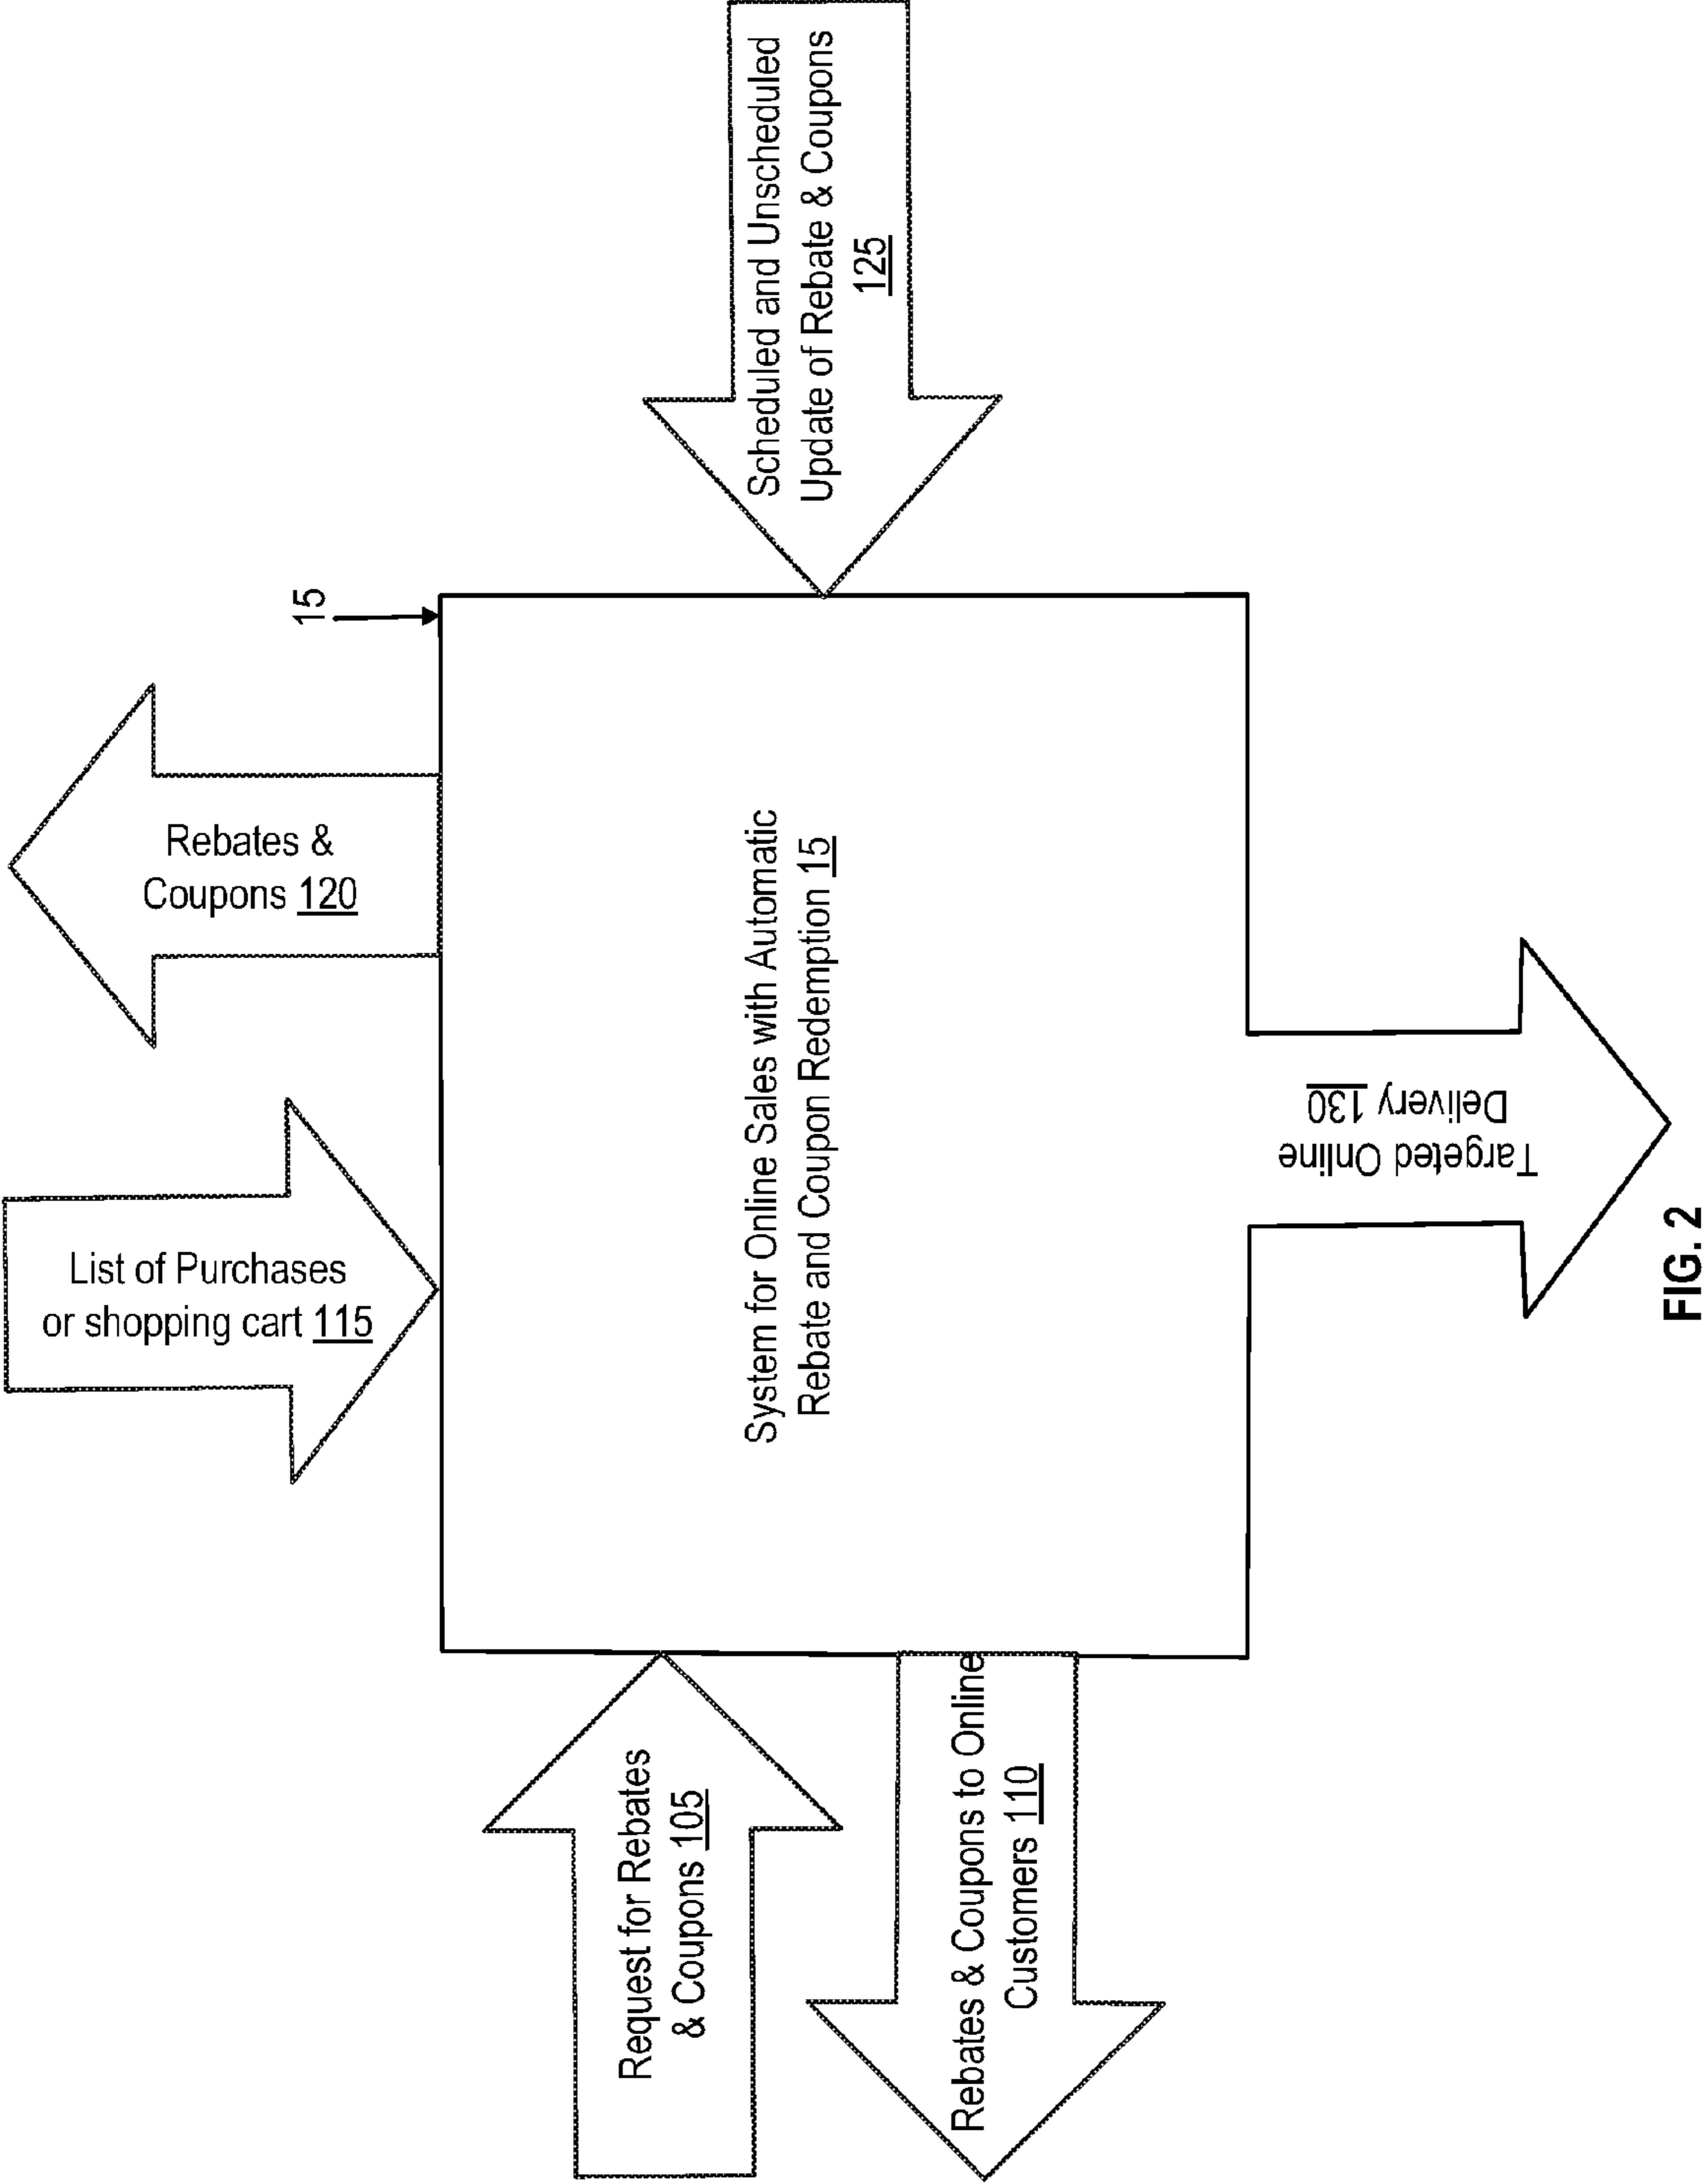 Scheduled and Unscheduled
Update of Rebate & Coupons
125
15
Rebates &
Coupons 120
List of Purchases
or shopping cart 115
System for Online Sales with Automatic
Rebate and Coupon Redemption 15
Targeted Online
Delivery 130
Request for Rebates
& Coupons 105
Rebates & Coupons to Online
Customers 110
FIG. 2